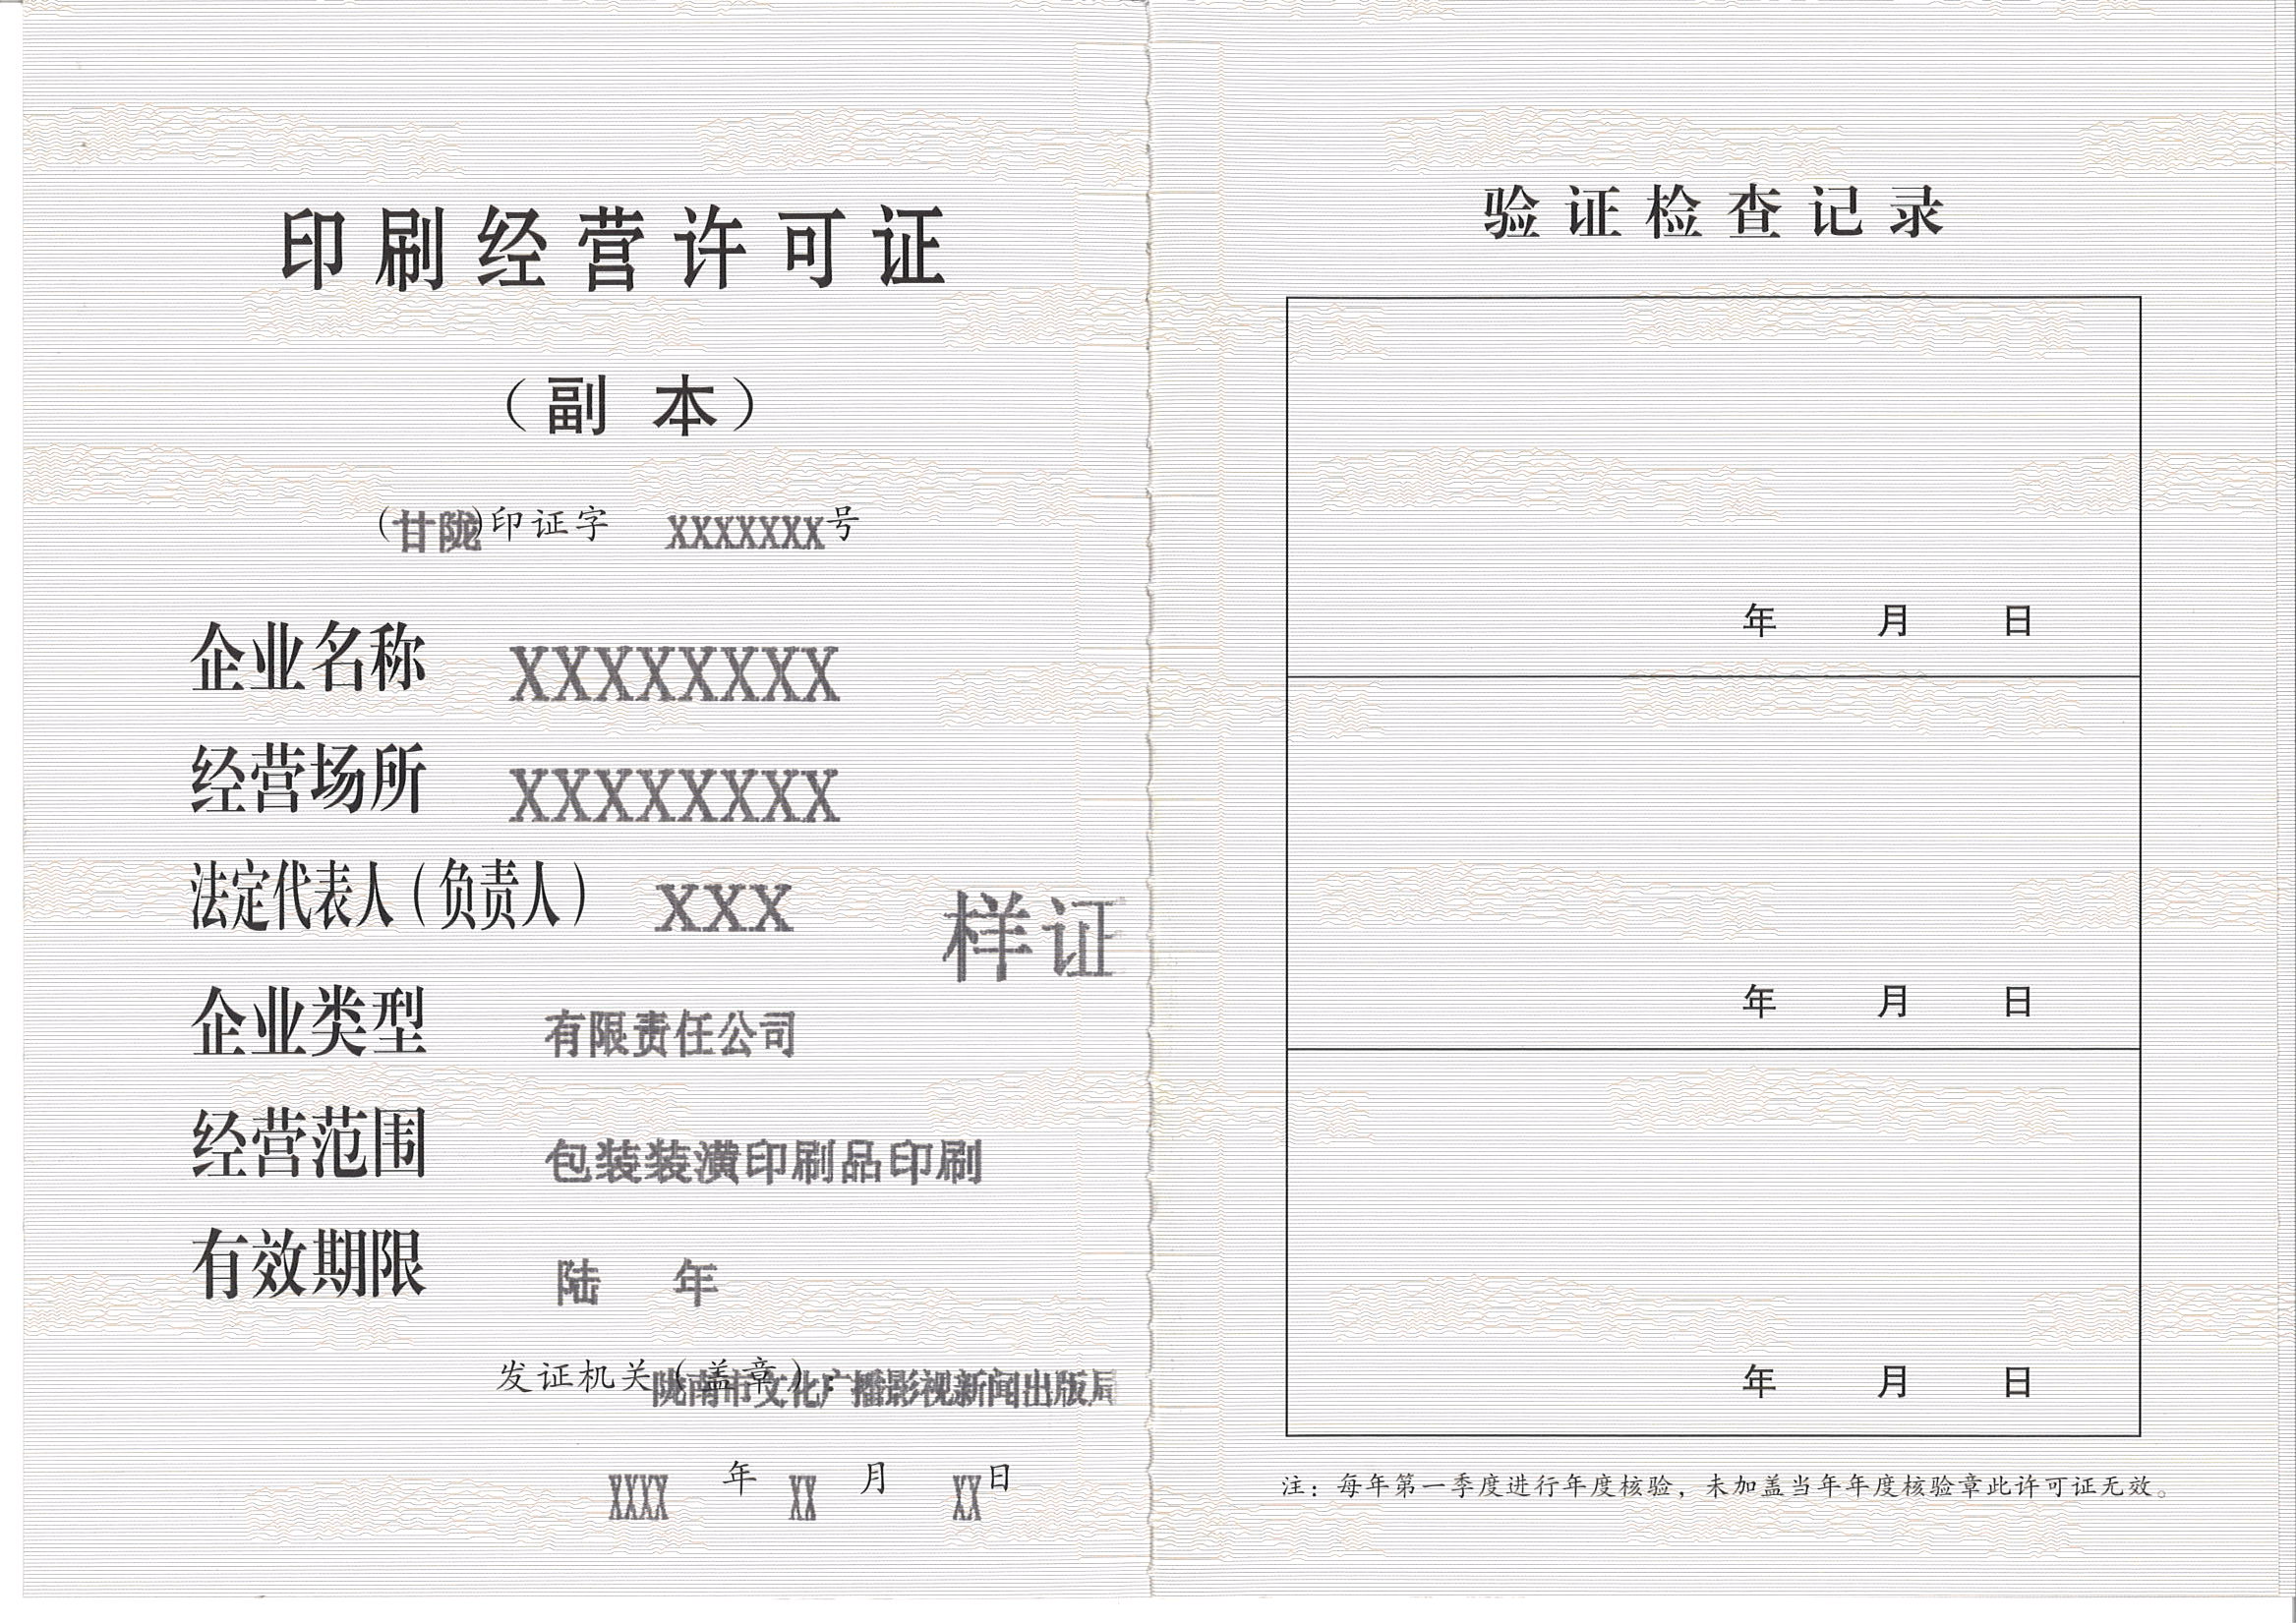 印刷经营许可证
（副 本）
(甘陇)印证字 XXXXXXX号
企业名称 XXXXXXXX
经营场所 XXXXXXXX
法定代表人（负责人） XXX
样证
企业类型 有限责任公司
经营范围 包装装潢印刷品印刷
有效期限 陆 年
发证机关（盖章）：陇南市文化广播影视新闻出版局
XXXX 年 XX 月 XX 日
验证检查记录
年 月 日
年 月 日
年 月 日
注：每年第一季度进行年度核验，未加盖当年年度核验章此许可证无效。